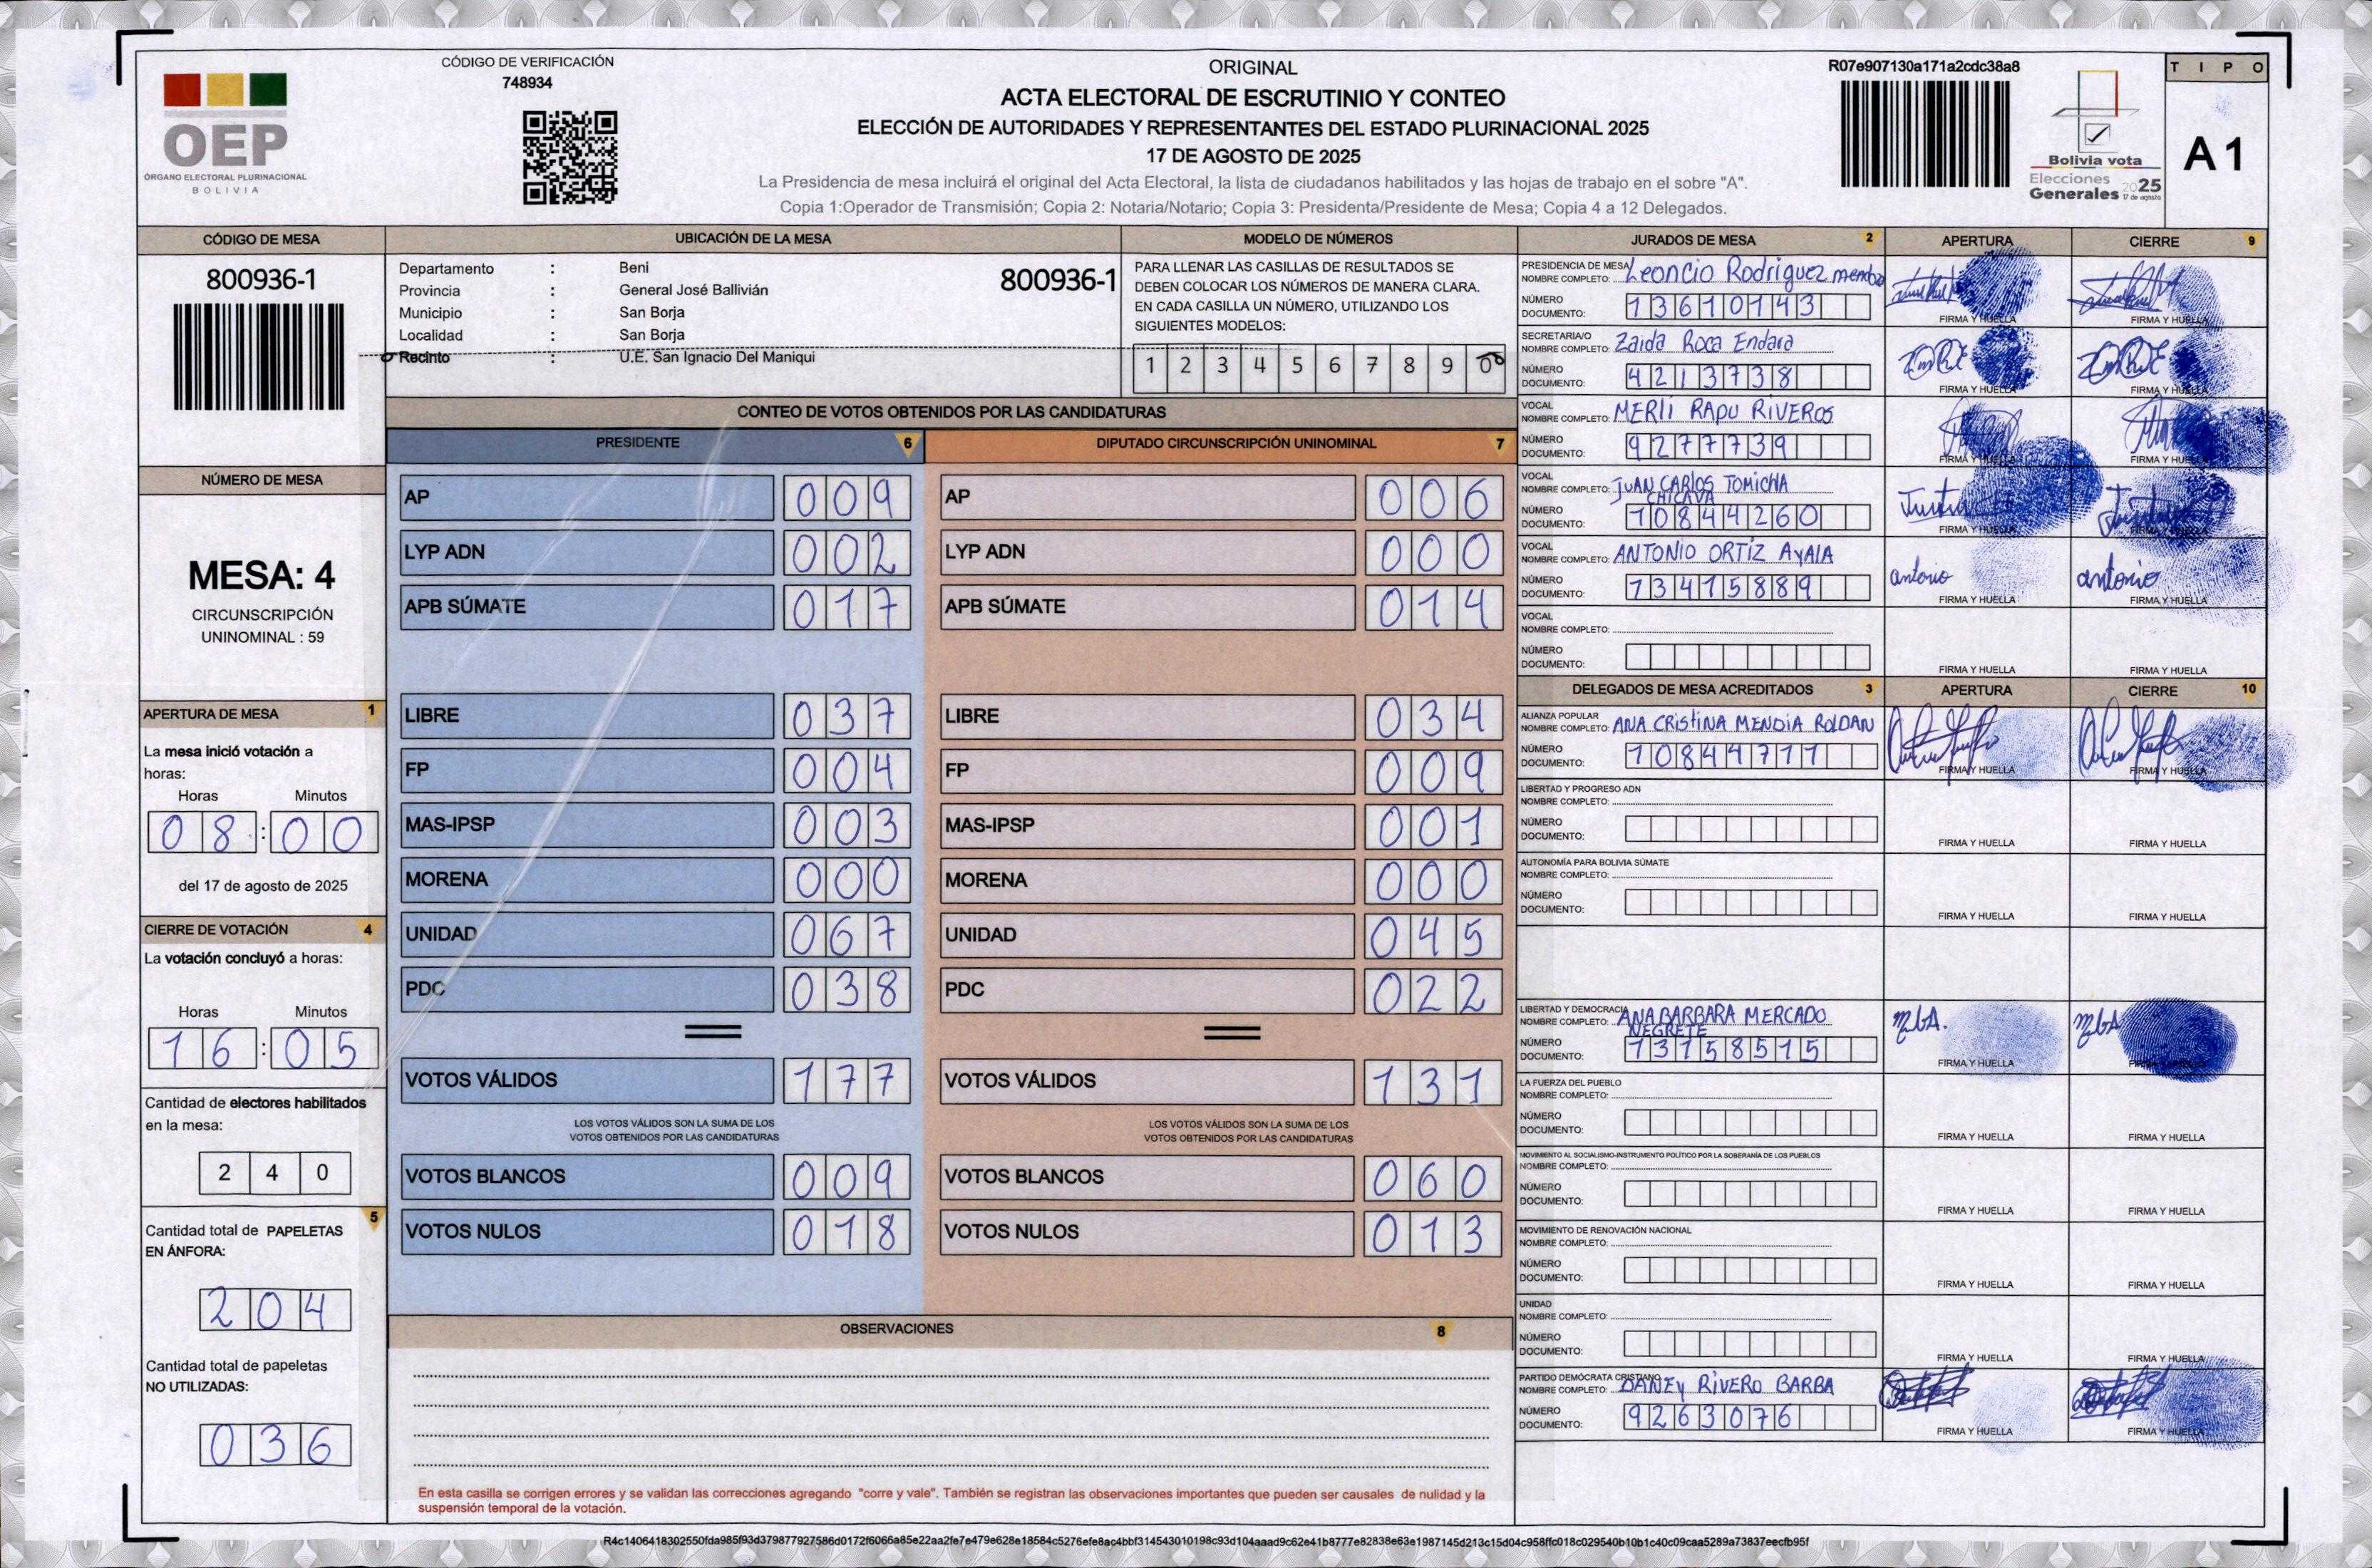 CÓDIGO DE VERIFICACIÓN
748934
ORIGINAL
ACTA ELECTORAL DE ESCRUTINIO Y CONTEO
ELECCIÓN DE AUTORIDADES Y REPRESENTANTES DEL ESTADO PLURINACIONAL 2025
17 DE AGOSTO DE 2025
La Presidencia de mesa incluirá el original del Acta Electoral, la lista de ciudadanos habilitados y las hojas de trabajo en el sobre "A".
Copia 1:Operador de Transmisión; Copia 2: Notaria/Notario; Copia 3: Presidenta/Presidente de Mesa; Copia 4 a 12 Delegados.
OEP
ÓRGANO ELECTORAL PLURINACIONAL
BOLIVIA
R07e907130a171a2cdc38a8
Bolivia vota
Elecciones
Generales 2025
17 de agosto
TIPO
A 1
CÓDIGO DE MESA
800936-1
UBICACIÓN DE LA MESA
Departamento : Beni
Provincia : General José Ballivián
Municipio : San Borja
Localidad : San Borja
Recinto : U.E. San Ignacio Del Maniqui
800936-1
MODELO DE NÚMEROS
PARA LLENAR LAS CASILLAS DE RESULTADOS SE
DEBEN COLOCAR LOS NÚMEROS DE MANERA CLARA.
EN CADA CASILLA UN NÚMERO, UTILIZANDO LOS
SIGUIENTES MODELOS:
1 2 3 4 5 6 7 8 9 0
NÚMERO DE MESA
MESA: 4
CIRCUNSCRIPCIÓN
UNINOMINAL : 59
APERTURA DE MESA 1
La mesa inició votación a
horas:
Horas Minutos
08:00
del 17 de agosto de 2025
CIERRE DE VOTACIÓN 4
La votación concluyó a horas:
Horas Minutos
16:05
Cantidad de electores habilitados
en la mesa:
240
5
Cantidad total de PAPELETAS
EN ÁNFORA:
204
Cantidad total de papeletas
NO UTILIZADAS:
036
CONTEO DE VOTOS OBTENIDOS POR LAS CANDIDATURAS
PRESIDENTE 6
AP 009
LYP ADN 002
APB SÚMATE 017
LIBRE 037
FP 004
MAS-IPSP 003
MORENA 000
UNIDAD 067
PDC 038
VOTOS VÁLIDOS 177
LOS VOTOS VÁLIDOS SON LA SUMA DE LOS
VOTOS OBTENIDOS POR LAS CANDIDATURAS
VOTOS BLANCOS 009
VOTOS NULOS 018
DIPUTADO CIRCUNSCRIPCIÓN UNINOMINAL 7
AP 006
LYP ADN 000
APB SÚMATE 014
LIBRE 034
FP 009
MAS-IPSP 001
MORENA 000
UNIDAD 045
PDC 022
VOTOS VÁLIDOS 131
LOS VOTOS VÁLIDOS SON LA SUMA DE LOS
VOTOS OBTENIDOS POR LAS CANDIDATURAS
VOTOS BLANCOS 060
VOTOS NULOS 013
OBSERVACIONES 8
En esta casilla se corrigen errores y se validan las correcciones agregando "corre y vale". También se registran las observaciones importantes que pueden ser causales de nulidad y la
suspensión temporal de la votación.
JURADOS DE MESA 2 APERTURA CIERRE 9
PRESIDENCIA DE MESA
NOMBRE COMPLETO: Leoncio Rodriguez mendoza
NÚMERO
DOCUMENTO: 13610143
FIRMA Y HUELLA FIRMA Y HUELLA
SECRETARIA/O
NOMBRE COMPLETO: Zaida Roca Endara
NÚMERO
DOCUMENTO: 4213738
FIRMA Y HUELLA FIRMA Y HUELLA
VOCAL
NOMBRE COMPLETO: MERLI RAPU RIVEROS
NÚMERO
DOCUMENTO: 9277739
FIRMA Y HUELLA FIRMA Y HUELLA
VOCAL
NOMBRE COMPLETO: JUAN CARLOS TOMICHA
CHICAVA
NÚMERO
DOCUMENTO: 10844260
FIRMA Y HUELLA FIRMA Y HUELLA
VOCAL
NOMBRE COMPLETO: ANTONIO ORTIZ AYALA
NÚMERO
DOCUMENTO: 73415889
antonio antonio
FIRMA Y HUELLA FIRMA Y HUELLA
VOCAL
NOMBRE COMPLETO:
NÚMERO
DOCUMENTO:
FIRMA Y HUELLA FIRMA Y HUELLA
DELEGADOS DE MESA ACREDITADOS 3 APERTURA CIERRE 10
ALIANZA POPULAR
NOMBRE COMPLETO: ANA CRISTINA MENDIA ROLDAN
NÚMERO
DOCUMENTO: 10844711
FIRMA Y HUELLA FIRMA Y HUELLA
LIBERTAD Y PROGRESO ADN
NOMBRE COMPLETO:
NÚMERO
DOCUMENTO:
FIRMA Y HUELLA FIRMA Y HUELLA
AUTONOMÍA PARA BOLIVIA SÚMATE
NOMBRE COMPLETO:
NÚMERO
DOCUMENTO:
FIRMA Y HUELLA FIRMA Y HUELLA
LIBERTAD Y DEMOCRACIA
NOMBRE COMPLETO: ANA BARBARA MERCADO
NEGRETE
NÚMERO
DOCUMENTO: 13158515
FIRMA Y HUELLA FIRMA Y HUELLA
LA FUERZA DEL PUEBLO
NOMBRE COMPLETO:
NÚMERO
DOCUMENTO:
FIRMA Y HUELLA FIRMA Y HUELLA
MOVIMIENTO AL SOCIALISMO-INSTRUMENTO POLÍTICO POR LA SOBERANÍA DE LOS PUEBLOS
NOMBRE COMPLETO:
NÚMERO
DOCUMENTO:
FIRMA Y HUELLA FIRMA Y HUELLA
MOVIMIENTO DE RENOVACIÓN NACIONAL
NOMBRE COMPLETO:
NÚMERO
DOCUMENTO:
FIRMA Y HUELLA FIRMA Y HUELLA
UNIDAD
NOMBRE COMPLETO:
NÚMERO
DOCUMENTO:
FIRMA Y HUELLA FIRMA Y HUELLA
PARTIDO DEMÓCRATA CRISTIANO
NOMBRE COMPLETO: DANEY RIVERO BARBA
NÚMERO
DOCUMENTO: 9263076
FIRMA Y HUELLA FIRMA Y HUELLA